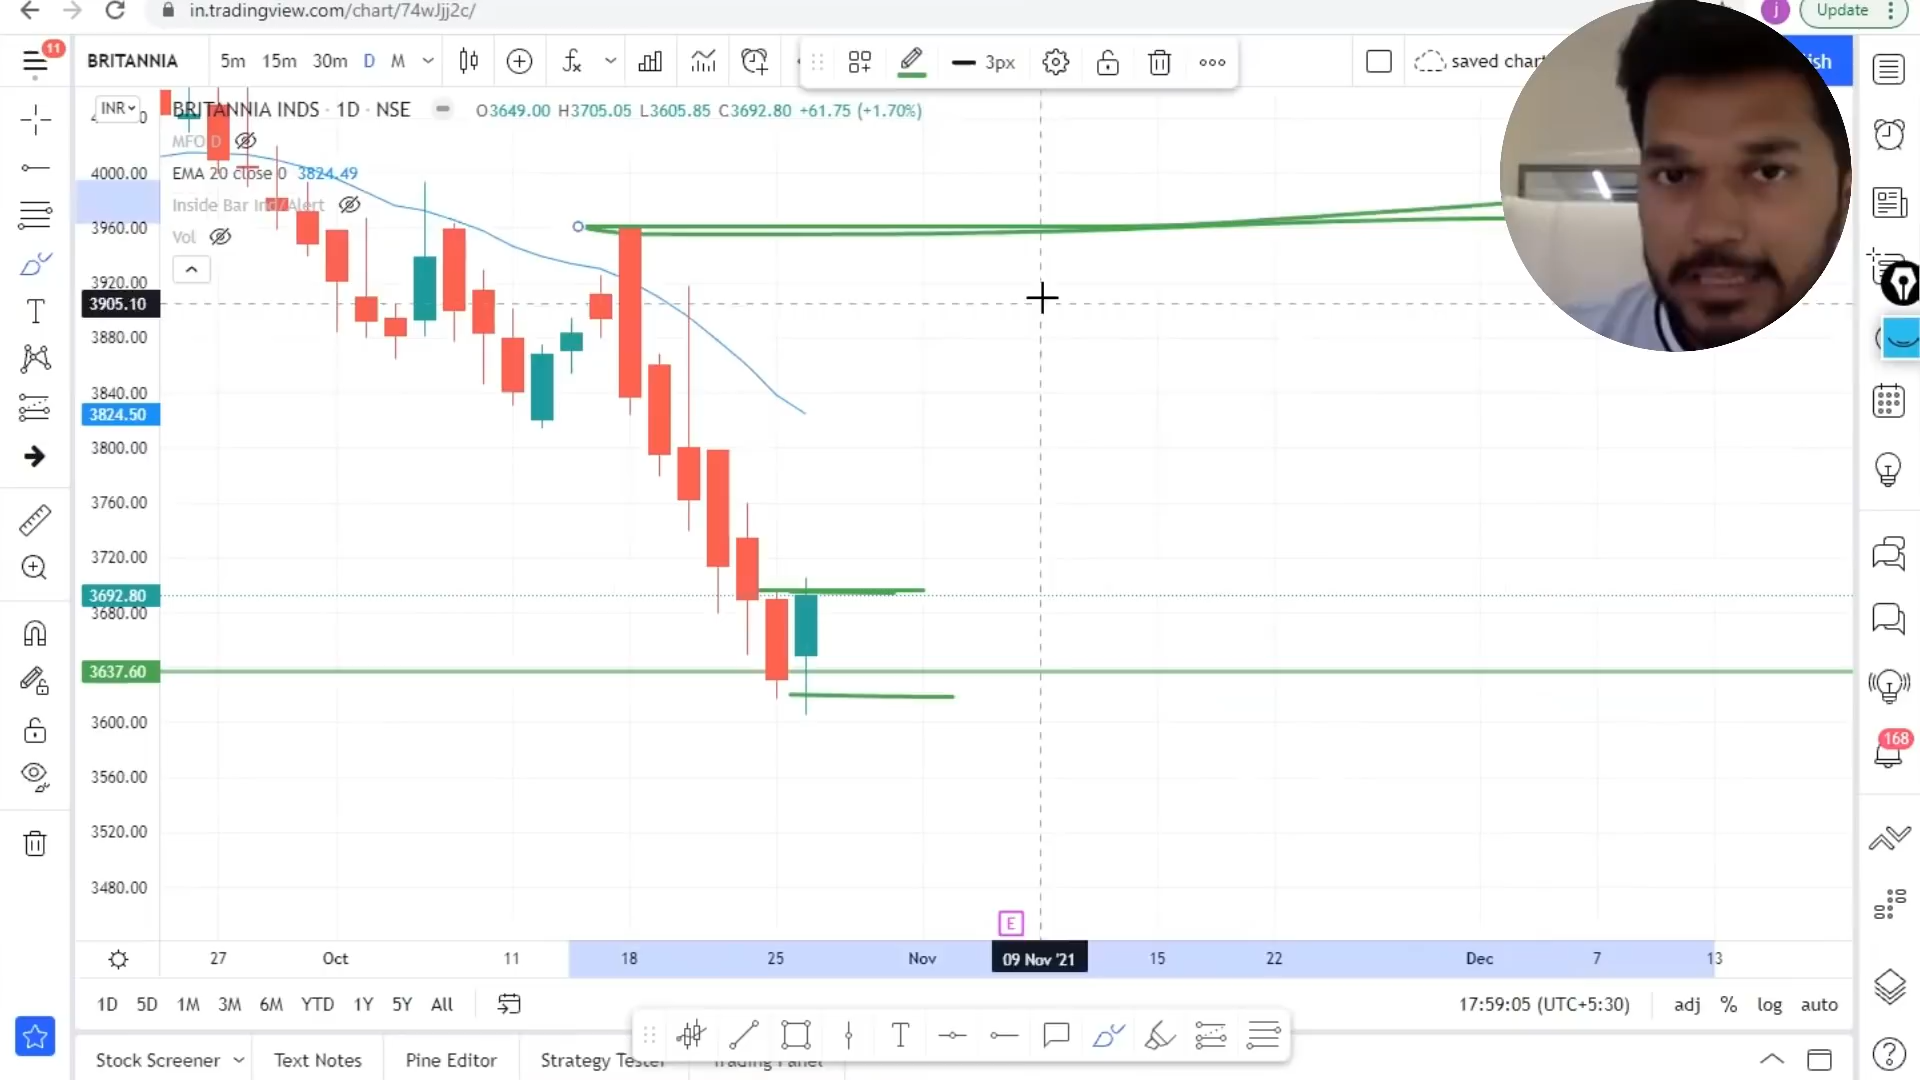 in.tradingview.com/chart/74wJjj2c/
j
Update
11
BRITANNIA
5m
15m
30m
D
M
3px
saved chart
ish
INR
BRITANNIA INDS · 1D · NSE
O3649.00 H3705.05 L3605.85 C3692.80 +61.75 (+1.70%)
MFO D
EMA 20 close 0 3824.49
Inside Bar Ind/Alert
Vol
4000.00
3960.00
3920.00
3905.10
3880.00
3840.00
3824.50
3800.00
3760.00
3720.00
3692.80
3680.00
3637.60
3600.00
3560.00
3520.00
3480.00
168
E
27
Oct
11
18
25
Nov
09 Nov '21
15
22
Dec
7
13
1D
5D
1M
3M
6M
YTD
1Y
5Y
All
17:59:05 (UTC+5:30)
adj
%
log
auto
Stock Screener
Text Notes
Pine Editor
Strategy Tester
Trading Panel